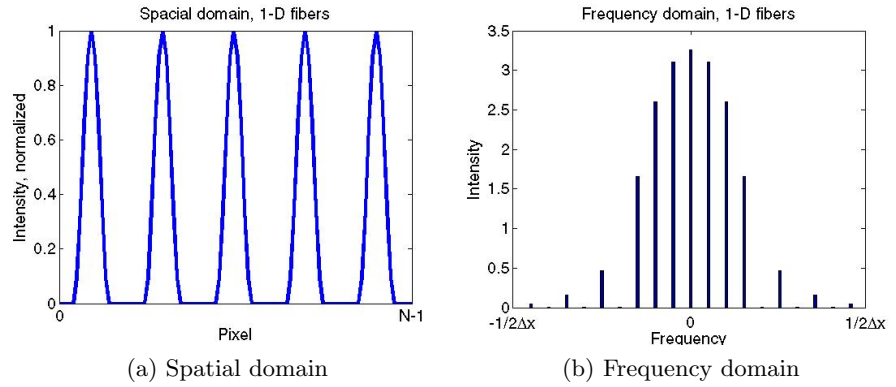 Spacial domain, 1-D fibers
Intensity, normalized
1
0.8
0.6
0.4
0.2
0
0
N-1
Pixel
(a) Spatial domain
Frequency domain, 1-D fibers
Intensity
3.5
3
2.5
2
1.5
1
0.5
0
-1/2Δx
0
1/2Δx
Frequency
(b) Frequency domain